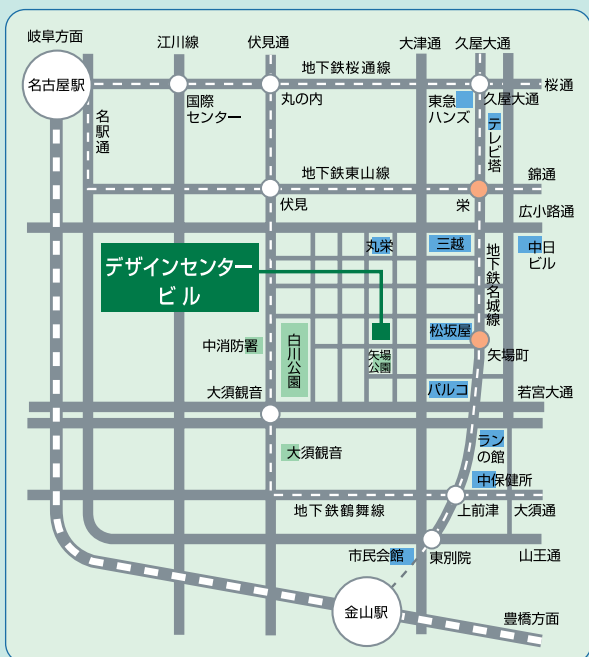 岐阜方面
江川線
伏見通
大津通
久屋大通
名古屋駅
地下鉄桜通線
桜通
国際
センター
丸の内
東急
ハンズ
久屋大通
名駅通
テレビ塔
地下鉄東山線
錦通
伏見
栄
広小路通
丸栄
三越
中日
ビル
デザインセンター
ビル
地下鉄名城線
中消防署
白川公園
松坂屋
矢場
公園
矢場町
大須観音
パルコ
若宮大通
大須観音
ラン
の館
中保健所
地下鉄鶴舞線
上前津
大須通
市民会館
東別院
山王通
金山駅
豊橋方面